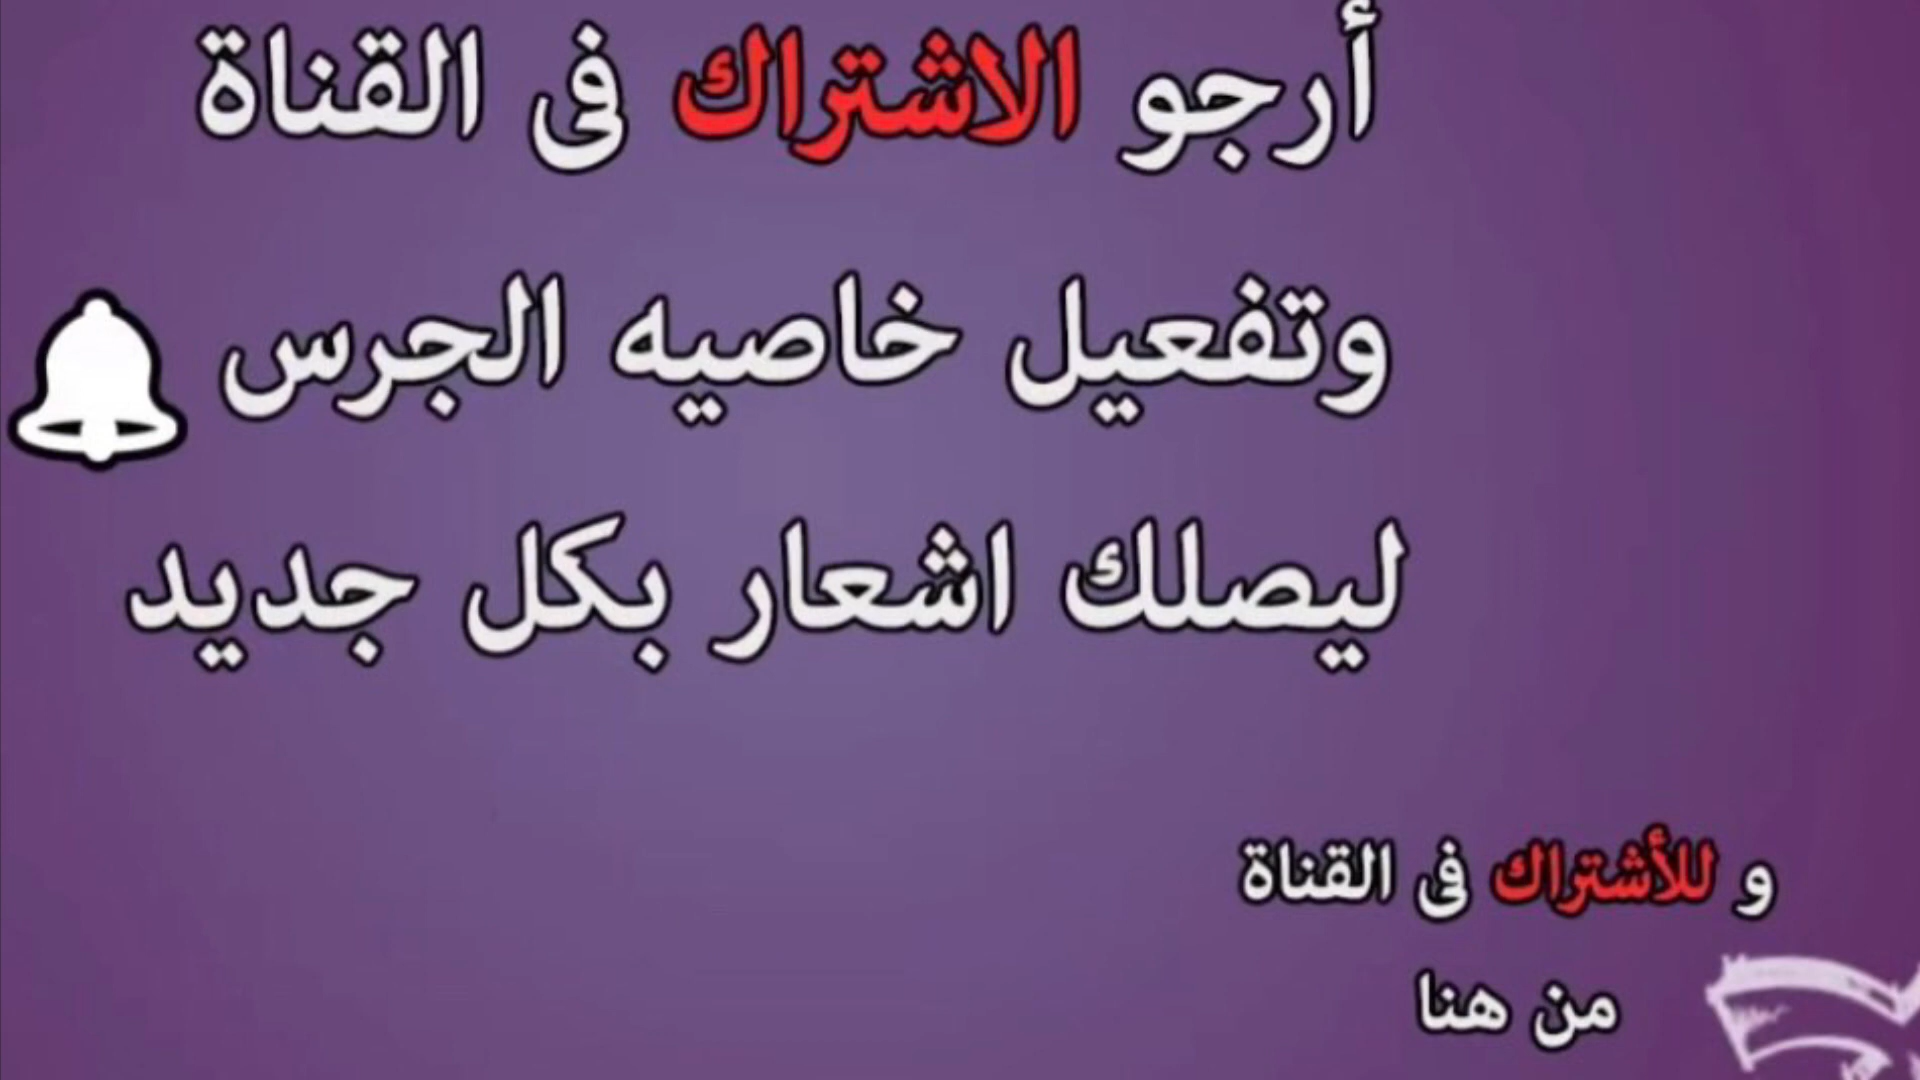 أرجو الاشتراك فى القناة
وتفعيل خاصيه الجرس
ليصلك اشعار بكل جديد
و للأشتراك فى القناة
من هنا